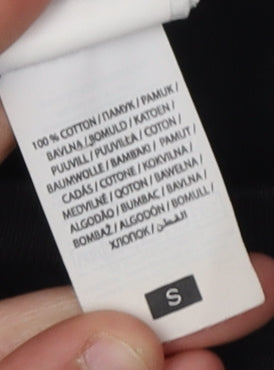 100 % COTTON / ПАМУК / PAMUK /
BAVLNA / BOMULD / KATOEN /
PUUVILL / PUUVILLA / COTON /
BAUMWOLLE / ΒΑΜΒΑΚΙ / PAMUT /
CADÁS / COTONE / KOKVILNA /
MEDVILNĖ / QOTON / BAWEŁNA /
ALGODÃO / BUMBAC / BAVLNA /
BOMBAŽ / ALGODÓN / BOMULL /
ХЛОПОК / القطن
S